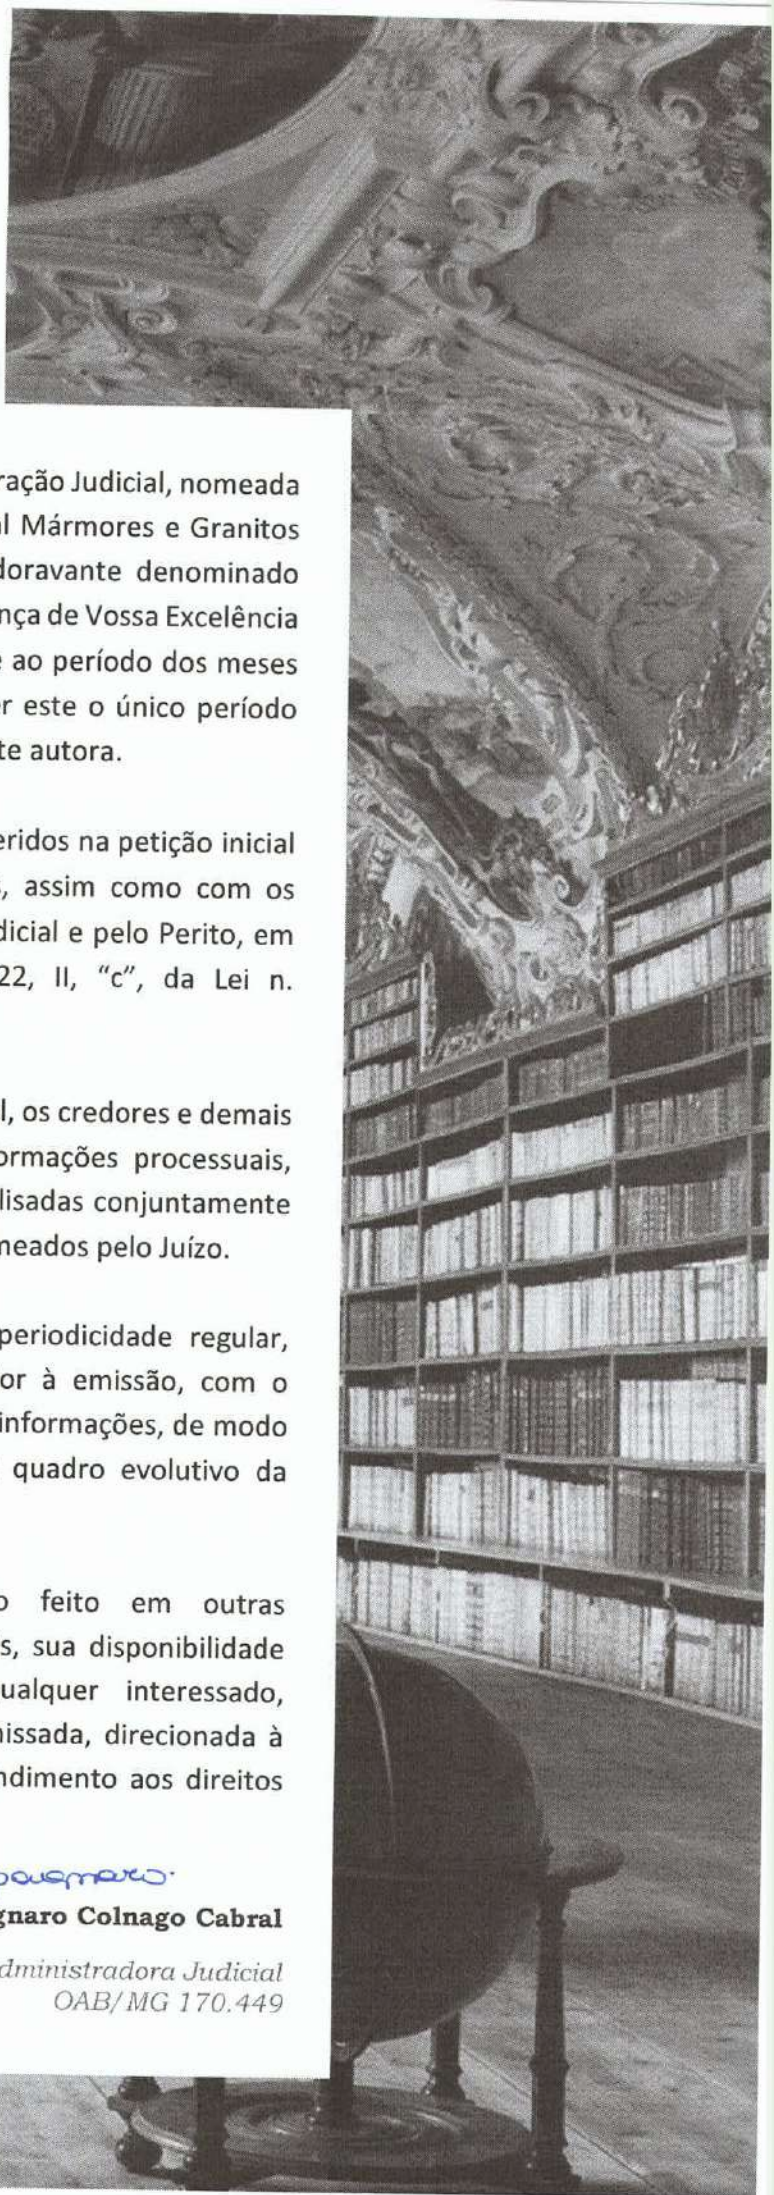 ração Judicial, nomeada
l Mármores e Granitos
doravante denominado
nça de Vossa Excelência
e ao período dos meses
r este o único período
te autora.
eridos na petição inicial
s, assim como com os
dicial e pelo Perito, em
22, II, “c”, da Lei n.
l, os credores e demais
ormações processuais,
lisadas conjuntamente
meados pelo Juízo.
periodicidade regular,
or à emissão, com o
informações, de modo
quadro evolutivo da
o feito em outras
s, sua disponibilidade
ualquer interessado,
nissada, direcionada à
ndimento aos direitos
gnaro Colnago Cabral
dministradora Judicial
OAB/MG 170.449